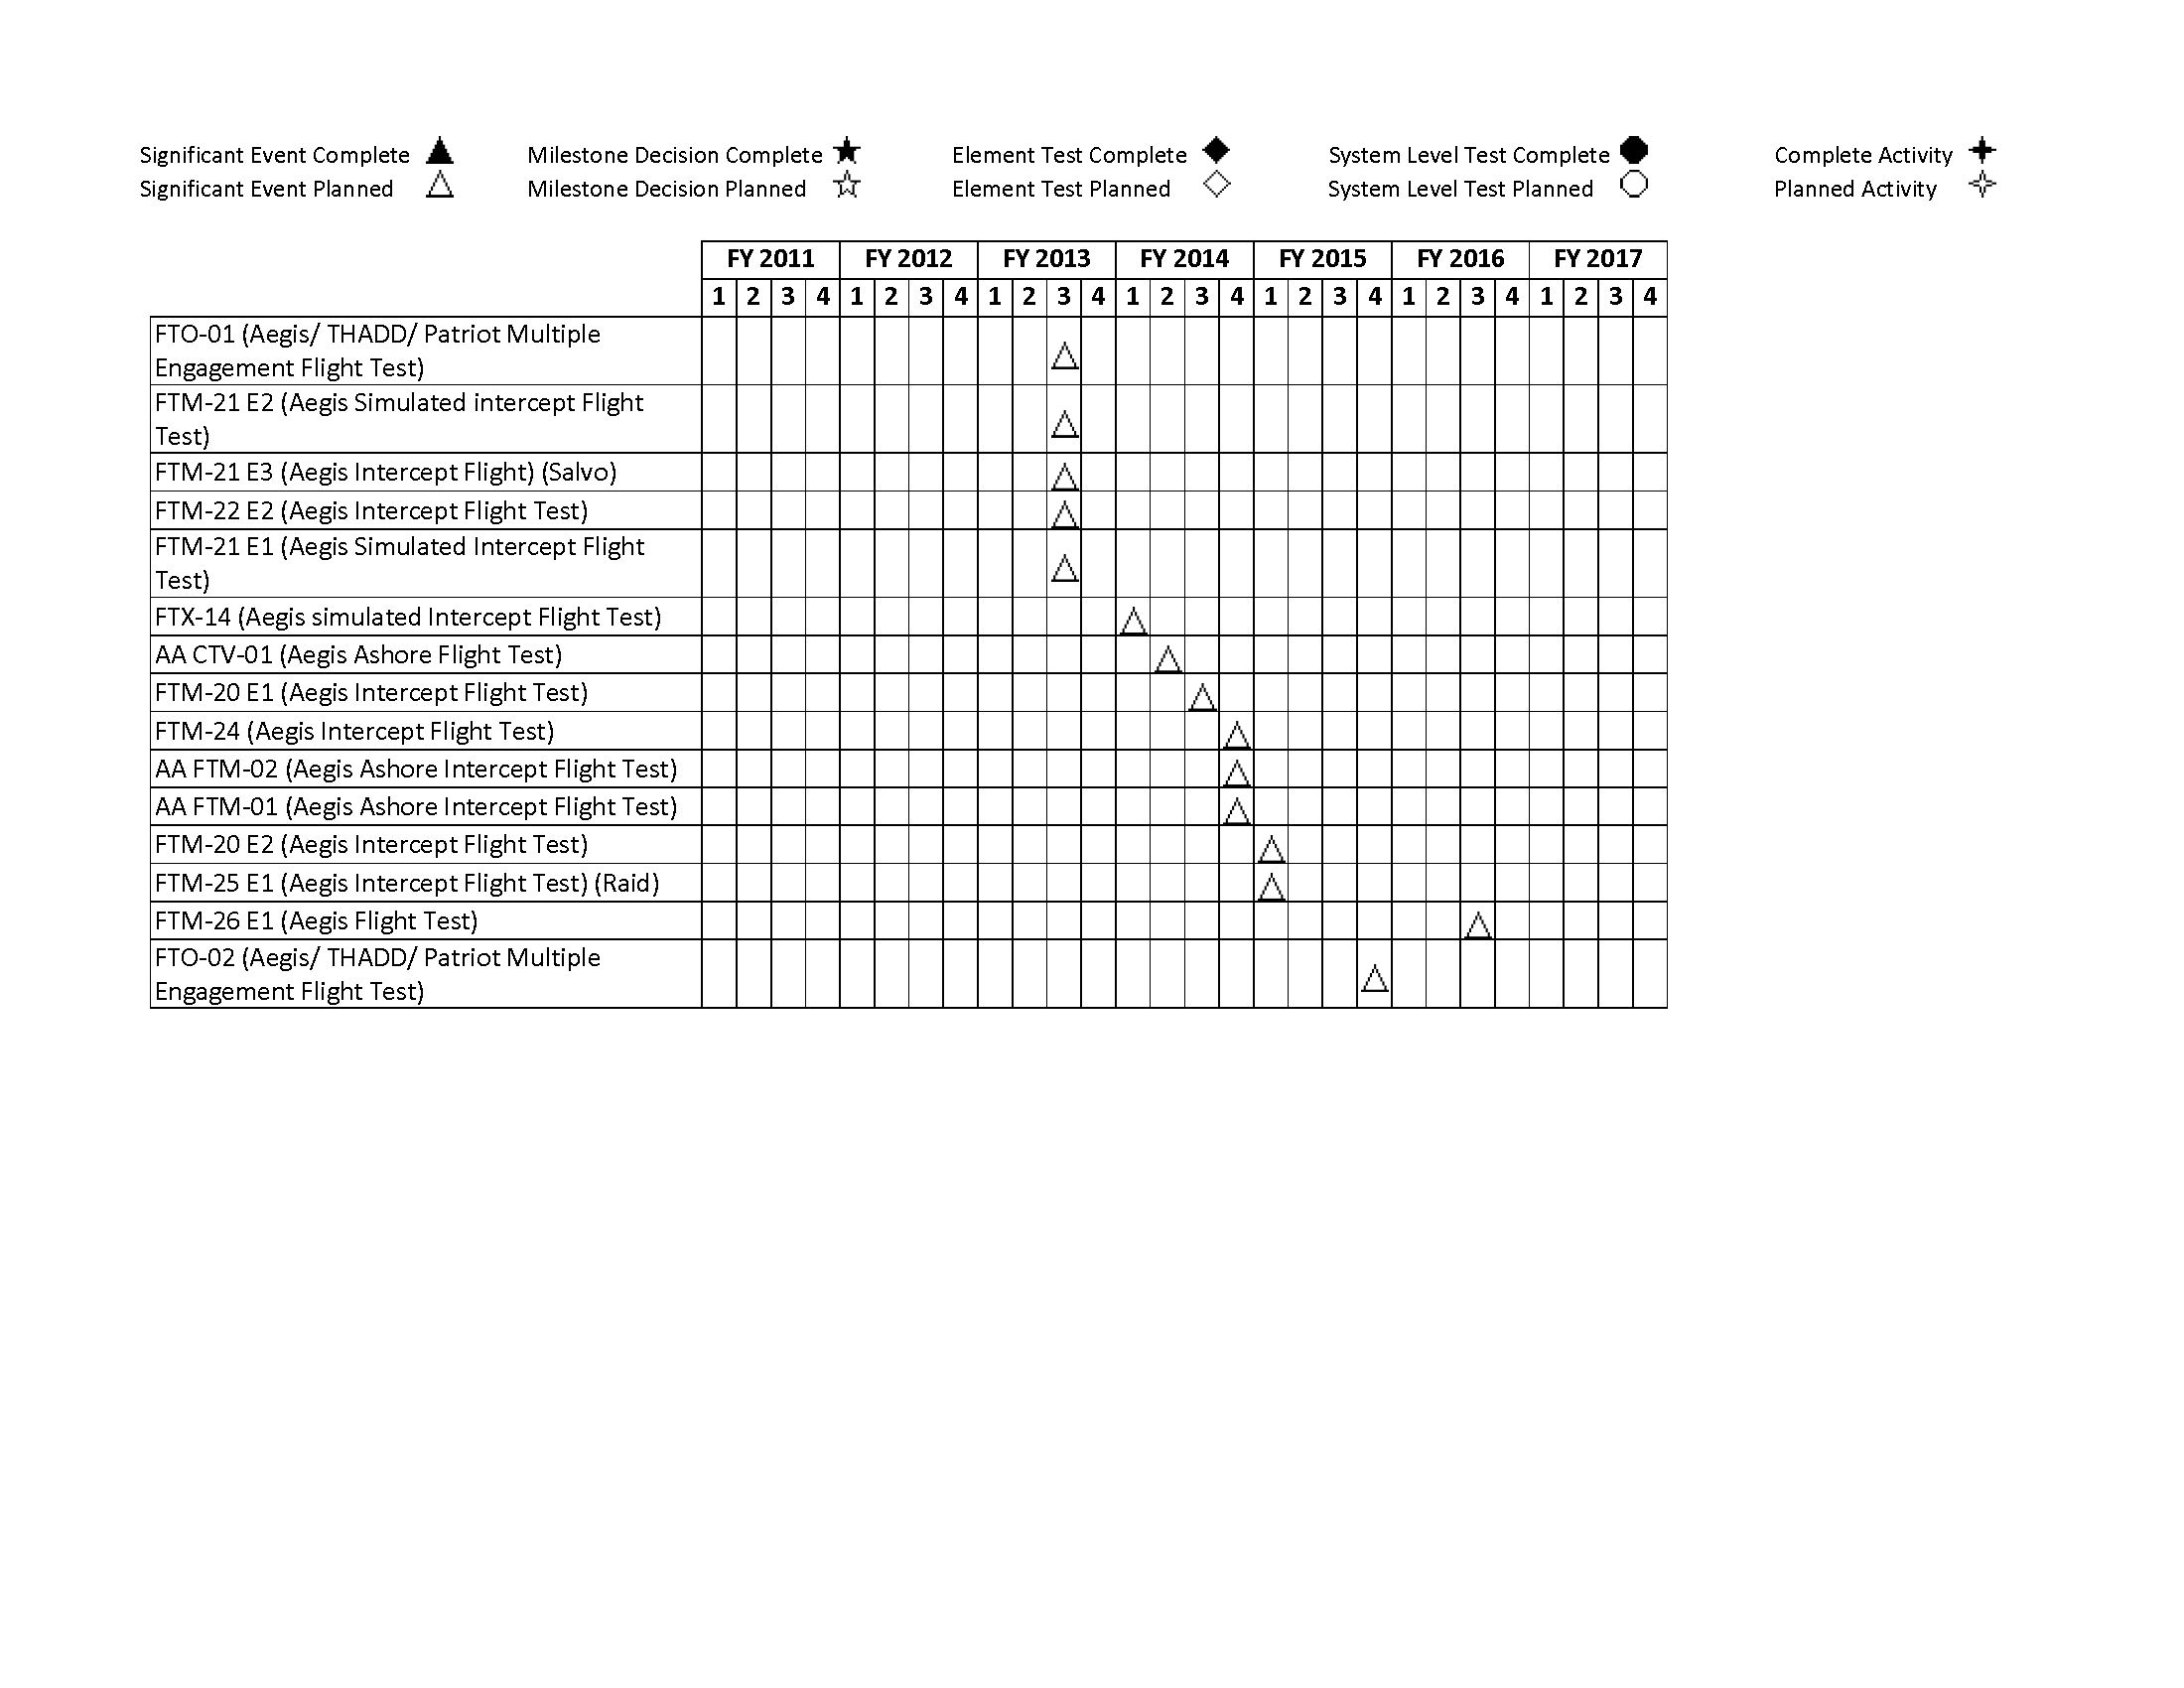 Significant Event Complete Milestone Decision Complete Element Test Complete System Level Test Complete Complete Activity
Significant Event Planned Milestone Decision Planned Element Test Planned System Level Test Planned Planned Activity
FY 2011 FY 2012 FY 2013 FY 2014 FY 2015 FY 2016 FY 2017
1 2 3 4 1 2 3 4 1 2 3 4 1 2 3 4 1 2 3 4 1 2 3 4 1 2 3 4
FTO-01 (Aegis/ THADD/ Patriot Multiple
Engagement Flight Test)
FTM-21 E2 (Aegis Simulated intercept Flight
Test)
FTM-21 E3 (Aegis Intercept Flight) (Salvo)
FTM-22 E2 (Aegis Intercept Flight Test)
FTM-21 E1 (Aegis Simulated Intercept Flight
Test)
FTX-14 (Aegis simulated Intercept Flight Test)
AA CTV-01 (Aegis Ashore Flight Test)
FTM-20 E1 (Aegis Intercept Flight Test)
FTM-24 (Aegis Intercept Flight Test)
AA FTM-02 (Aegis Ashore Intercept Flight Test)
AA FTM-01 (Aegis Ashore Intercept Flight Test)
FTM-20 E2 (Aegis Intercept Flight Test)
FTM-25 E1 (Aegis Intercept Flight Test) (Raid)
FTM-26 E1 (Aegis Flight Test)
FTO-02 (Aegis/ THADD/ Patriot Multiple
Engagement Flight Test)